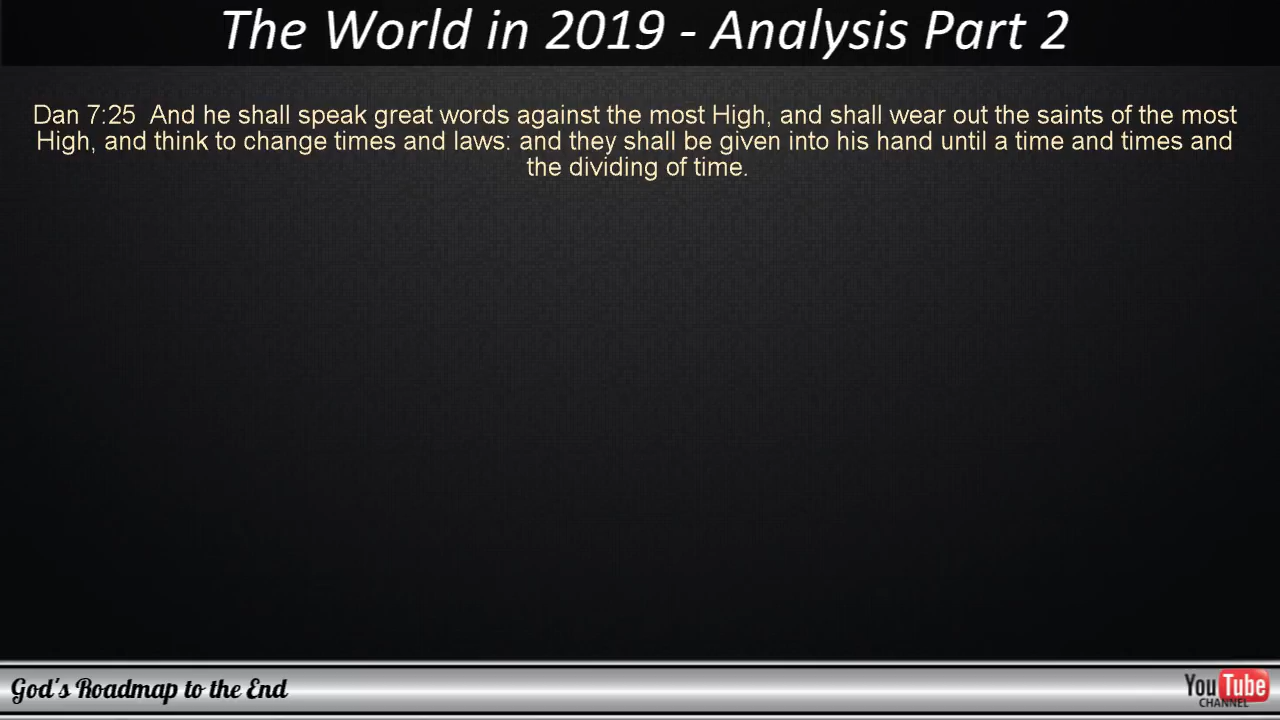 The World in 2019 - Analysis Part 2
Dan 7:25  And he shall speak great words against the most High, and shall wear out the saints of the most
High, and think to change times and laws: and they shall be given into his hand until a time and times and
the dividing of time.
God's Roadmap to the End
YouTube
CHANNEL